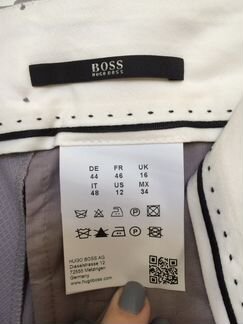 BOSS
HUGO BOSS
DE FR UK
44 46 16
IT US MX
48 12 34
HUGO BOSS AG
Dieselstrasse 12
72555 Metzingen
Germany
www.hugoboss.com